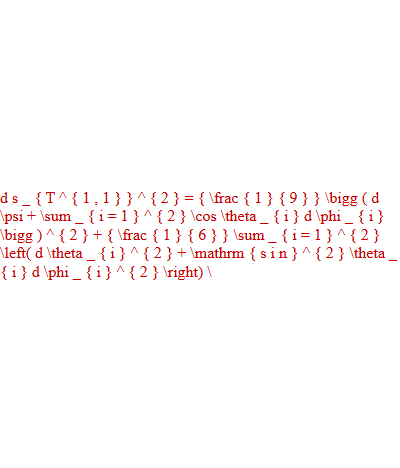 d s _ { T ^ { 1 , 1 } } ^ { 2 } = { \frac { 1 } { 9 } } \bigg ( d
\psi + \sum _ { i = 1 } ^ { 2 } \cos \theta _ { i } d \phi _ { i }
\bigg ) ^ { 2 } + { \frac { 1 } { 6 } } \sum _ { i = 1 } ^ { 2 }
\left( d \theta _ { i } ^ { 2 } + \mathrm { s i n } ^ { 2 } \theta _
{ i } d \phi _ { i } ^ { 2 } \right) \